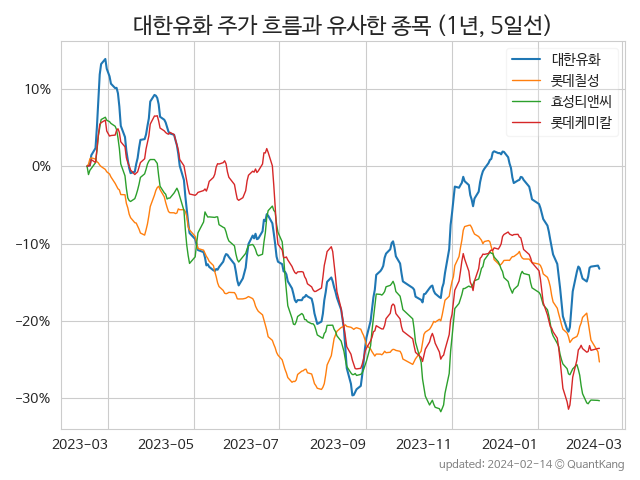 대한유화 주가 흐름과 유사한 종목 (1년, 5일선)
대한유화
롯데칠성
효성티앤씨
롯데케미칼
10%
0%
−10%
−20%
−30%
2023-03 2023-05 2023-07 2023-09 2023-11 2024-01 2024-03
updated: 2024-02-14 © QuantKang